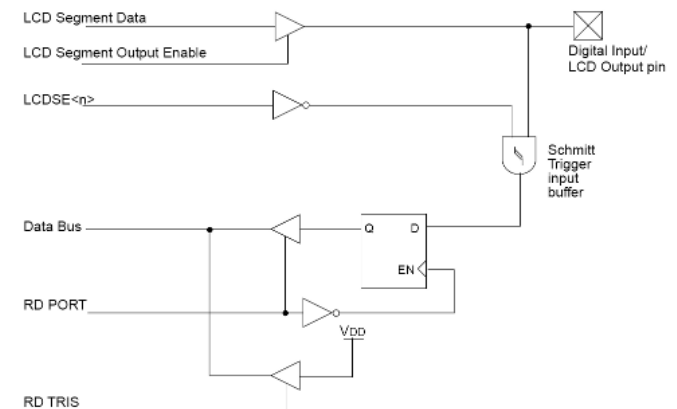 LCD Segment Data
LCD Segment Output Enable
Digital Input/
LCD Output pin
LCDSE<n>
Schmitt
Trigger
input
buffer
Data Bus
Q D
EN
RD PORT
VDD
RD TRIS